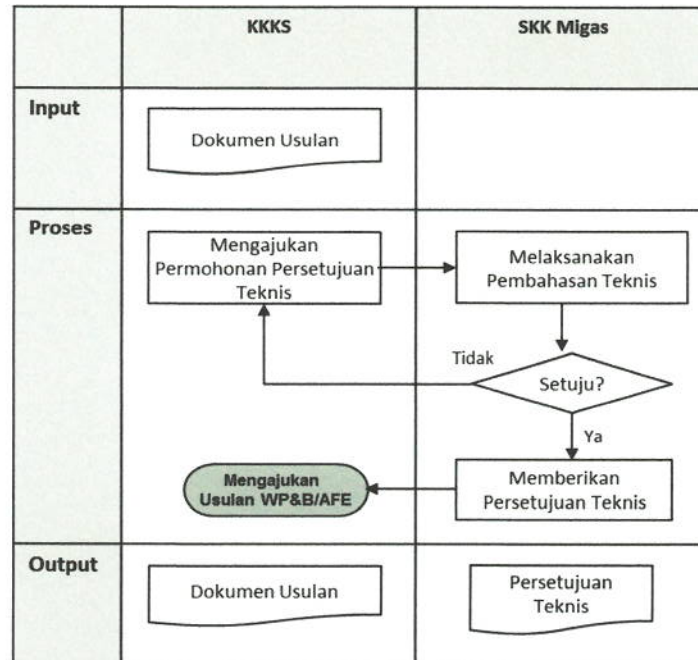 KKKS
SKK Migas
Input
Dokumen Usulan
Proses
Mengajukan
Permohonan Persetujuan
Teknis
Melaksanakan
Pembahasan Teknis
Tidak
Setuju?
Ya
Mengajukan
Usulan WP&B/AFE
Memberikan
Persetujuan Teknis
Output
Dokumen Usulan
Persetujuan
Teknis